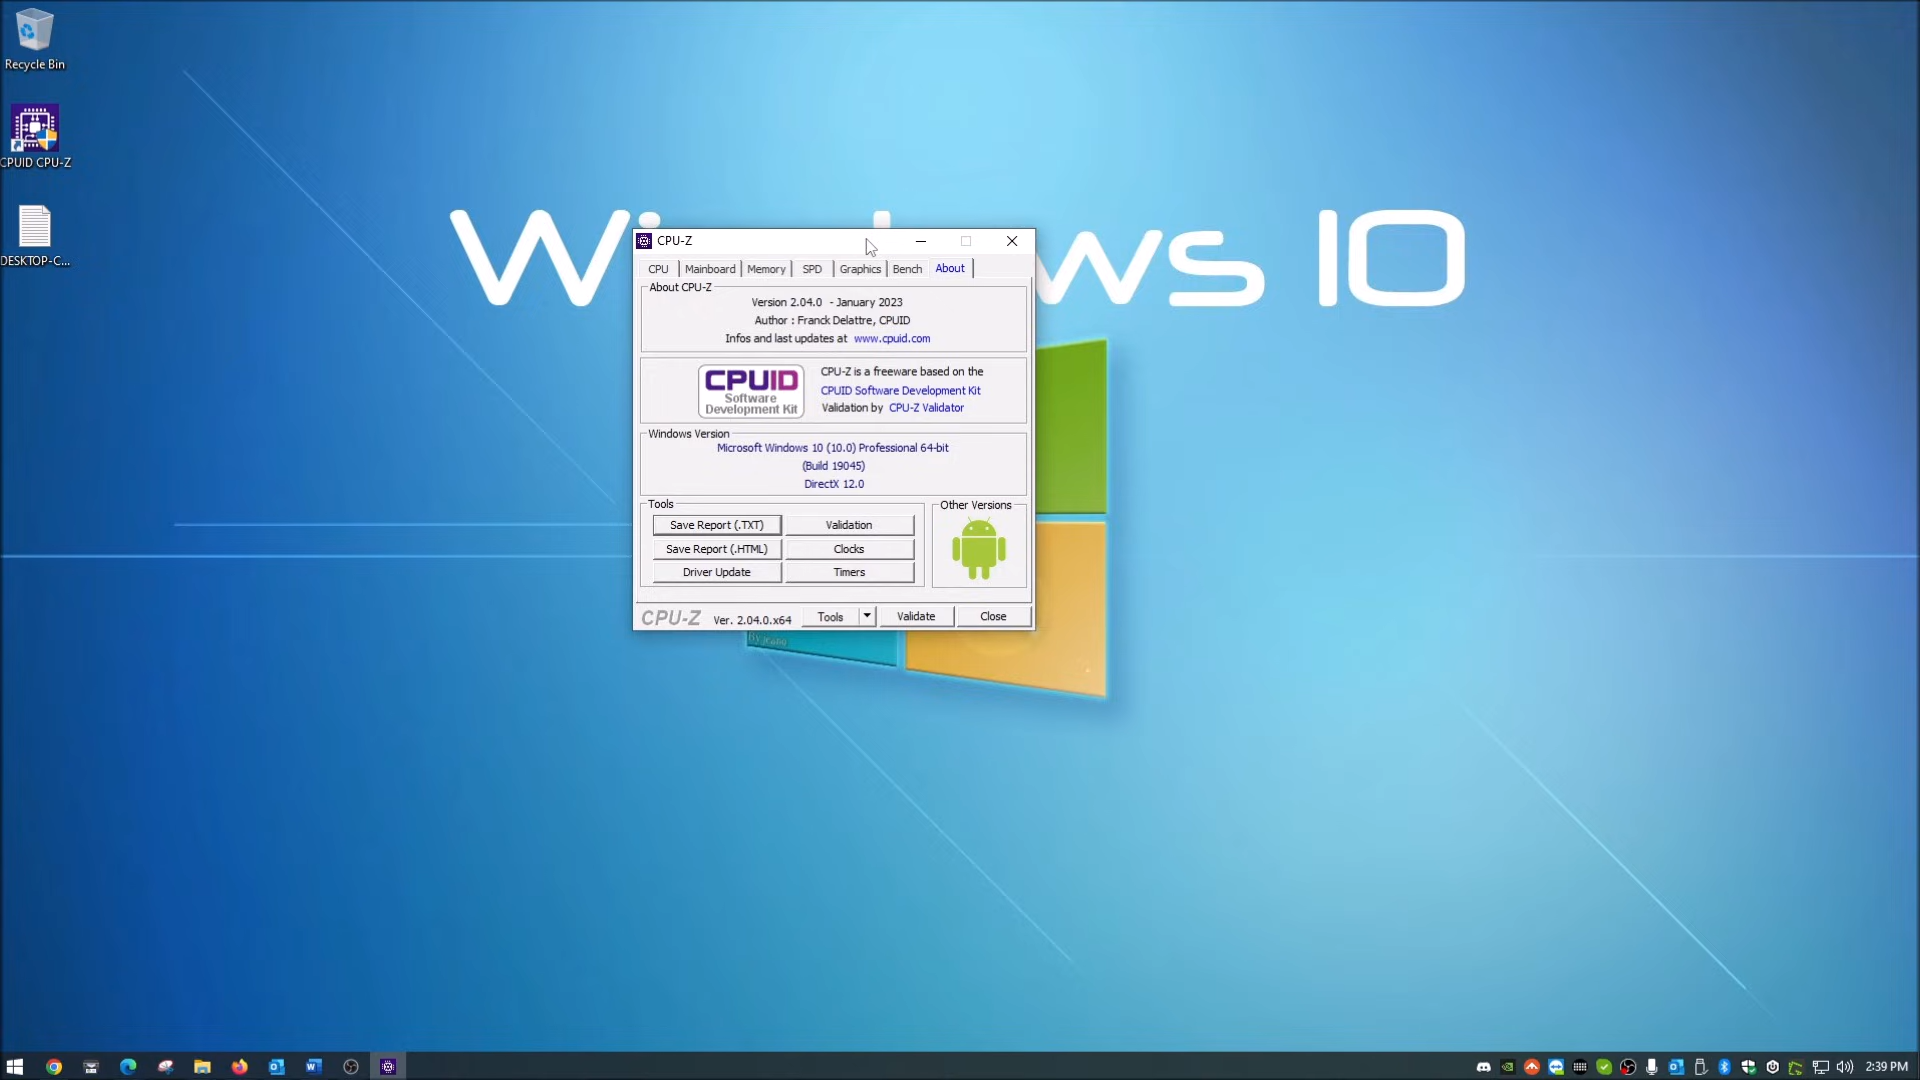 Recycle Bin
CPUID CPU-Z
DESKTOP-C...
Windows 10
CPU-Z
CPU
Mainboard
Memory
SPD
Graphics
Bench
About
About CPU-Z
Version 2.04.0 - January 2023
Author : Franck Delattre, CPUID
Infos and last updates at www.cpuid.com
CPUID
Software
Development Kit
CPU-Z is a freeware based on the
CPUID Software Development Kit
Validation by CPU-Z Validator
Windows Version
Microsoft Windows 10 (10.0) Professional 64-bit
(Build 19045)
DirectX 12.0
Tools
Save Report (.TXT)
Validation
Save Report (.HTML)
Clocks
Driver Update
Timers
Other Versions
CPU-Z
Ver. 2.04.0.x64
Tools
Validate
Close
2:39 PM